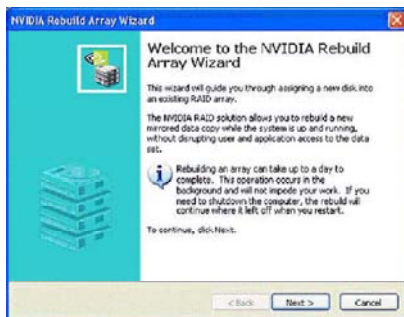 NVIDIA Rebuild Array Wizard
Welcome to the NVIDIA Rebuild
Array Wizard
This wizard will guide you through assigning a new disk into
an existing RAID array.
The NVIDIA RAID solution allows you to rebuild a new
mirrored data copy while the system is up and running,
without disrupting user and application access to the data
set.
Rebuilding an array can take up to a day to
complete. This operation occurs in the
background and will not impede your work. If you
need to shutdown the computer, the rebuild will
continue where it left off when you restart.
To continue, click Next.
< Back Next > Cancel